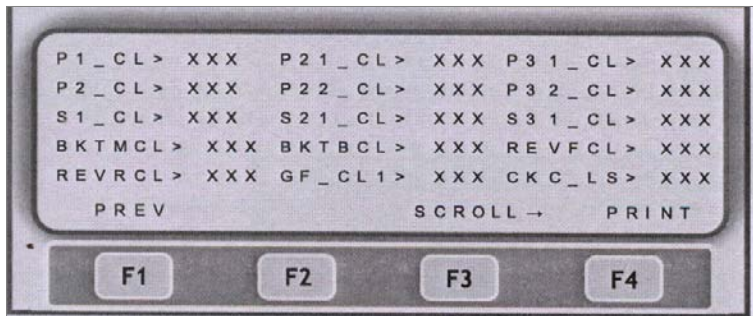 P1_CL> XXX P21_CL> XXX P31_CL> XXX
P2_CL> XXX P22_CL> XXX P32_CL> XXX
S1_CL> XXX S21_CL> XXX S31_CL> XXX
BKTMCL> XXX BKTBCL> XXX REVFCL> XXX
REVRCL> XXX GF_CL1> XXX CKC_LS> XXX
PREV SCROLL→ PRINT
F1 F2 F3 F4